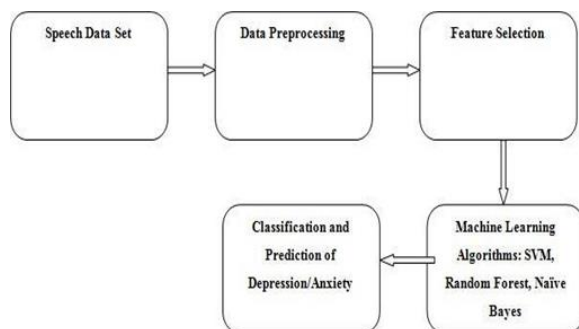 Speech Data Set
Data Preprocessing
Feature Selection
Classification and
Prediction of
Depression/Anxiety
Machine Learning
Algorithms: SVM,
Random Forest, Naïve
Bayes